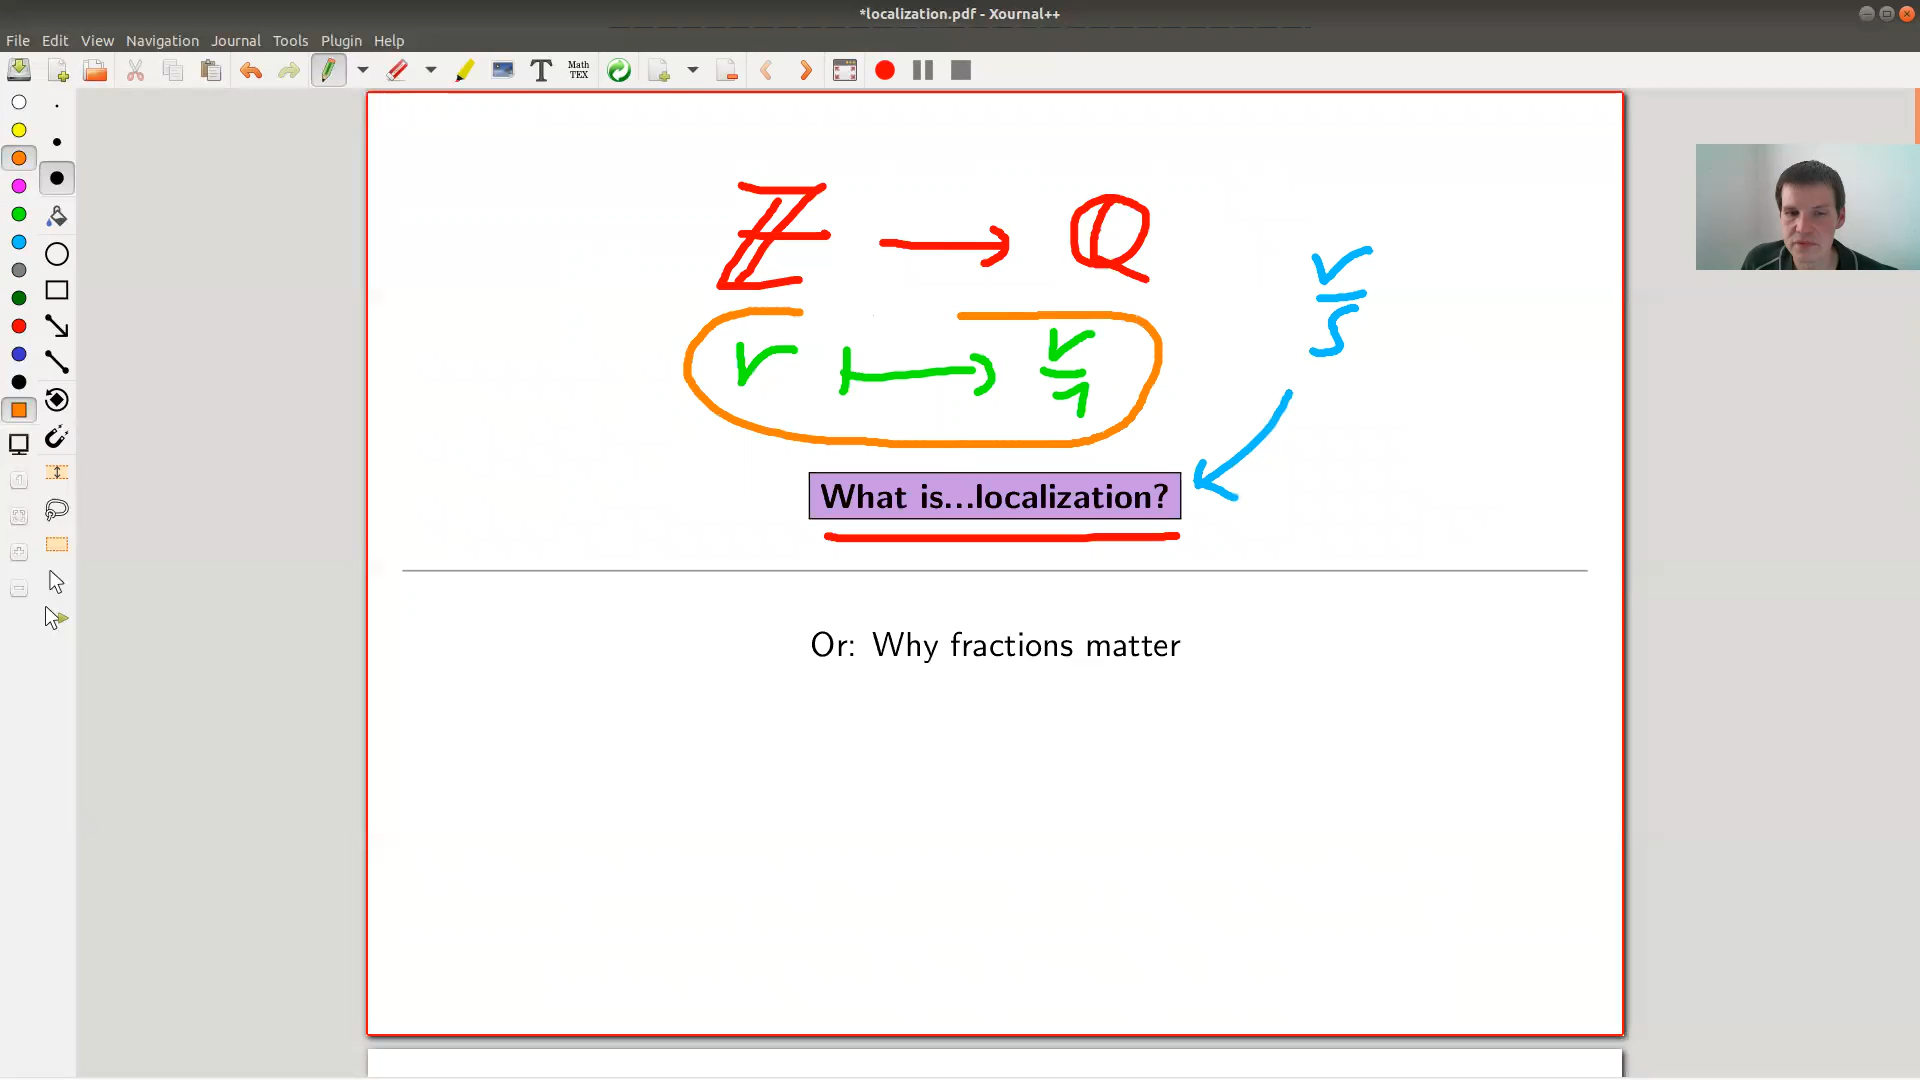 *localization.pdf - Xournal++
File Edit View Navigation Journal Tools Plugin Help
T Math TEX
ℤ → ℚ
r ↦ r/1
r/s
What is...localization?
Or: Why fractions matter